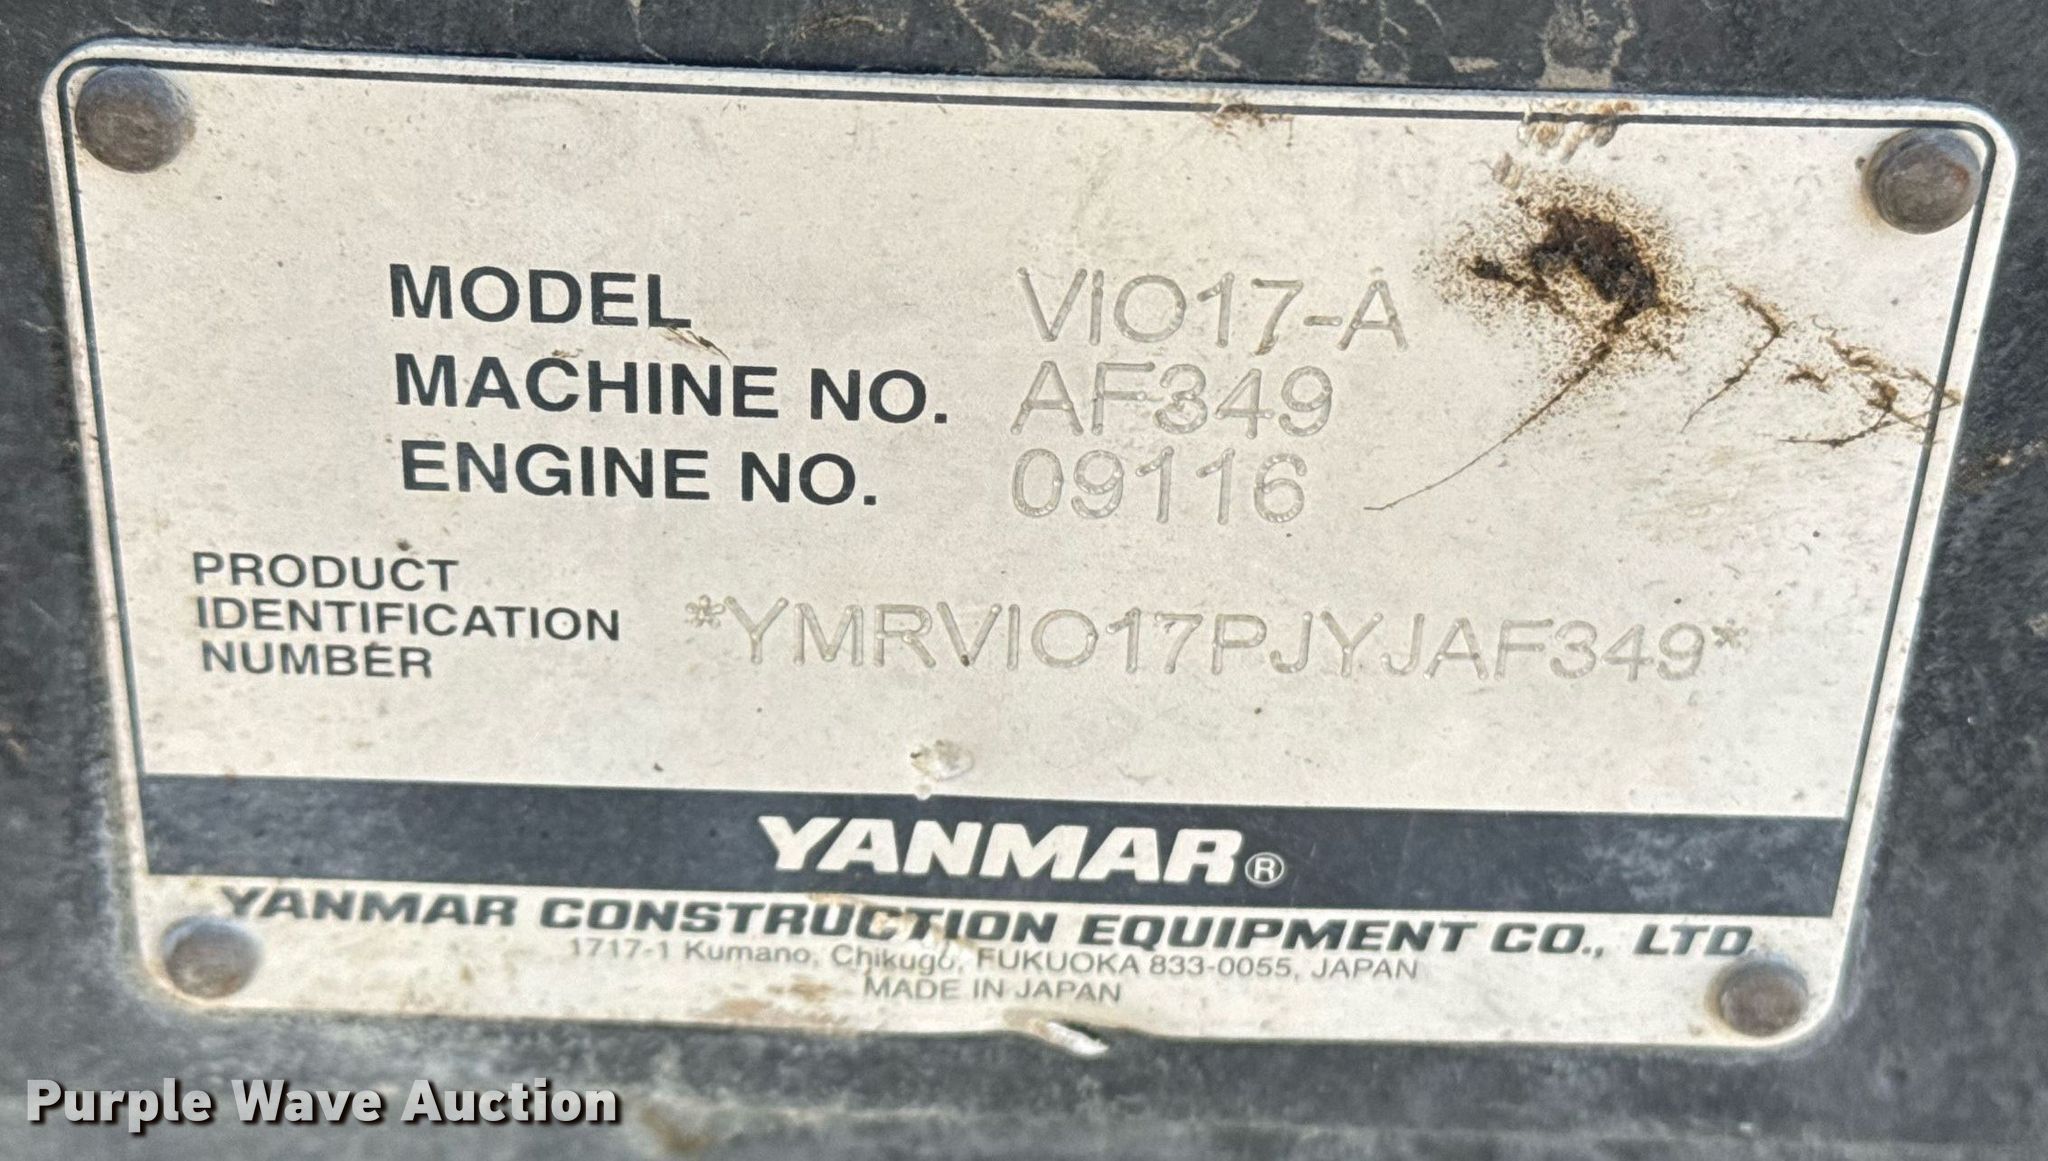 MODEL VIO17-A
MACHINE NO. AF349
ENGINE NO. 09116
PRODUCT
IDENTIFICATION
NUMBER
*YMRVIO17PJYJAF349*
YANMAR®
YANMAR CONSTRUCTION EQUIPMENT CO., LTD.
1717-1 Kumano, Chikugo, FUKUOKA 833-0055, JAPAN
MADE IN JAPAN
Purple Wave Auction